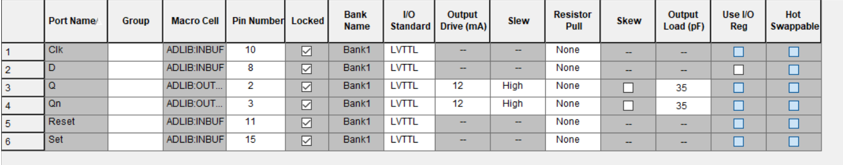 Port Name/ Group Macro Cell Pin Number Locked Bank Name I/O Standard Output Drive (mA) Slew Resistor Pull Skew Output Load (pF) Use I/O Reg Hot Swappable
1 Clk ADLIB:INBUF 10 Bank1 LVTTL -- -- None -- --
2 D ADLIB:INBUF 8 Bank1 LVTTL -- -- None -- --
3 Q ADLIB:OUT... 2 Bank1 LVTTL 12 High None 35
4 Qn ADLIB:OUT... 3 Bank1 LVTTL 12 High None 35
5 Reset ADLIB:INBUF 11 Bank1 LVTTL -- -- None -- --
6 Set ADLIB:INBUF 15 Bank1 LVTTL -- -- None -- --